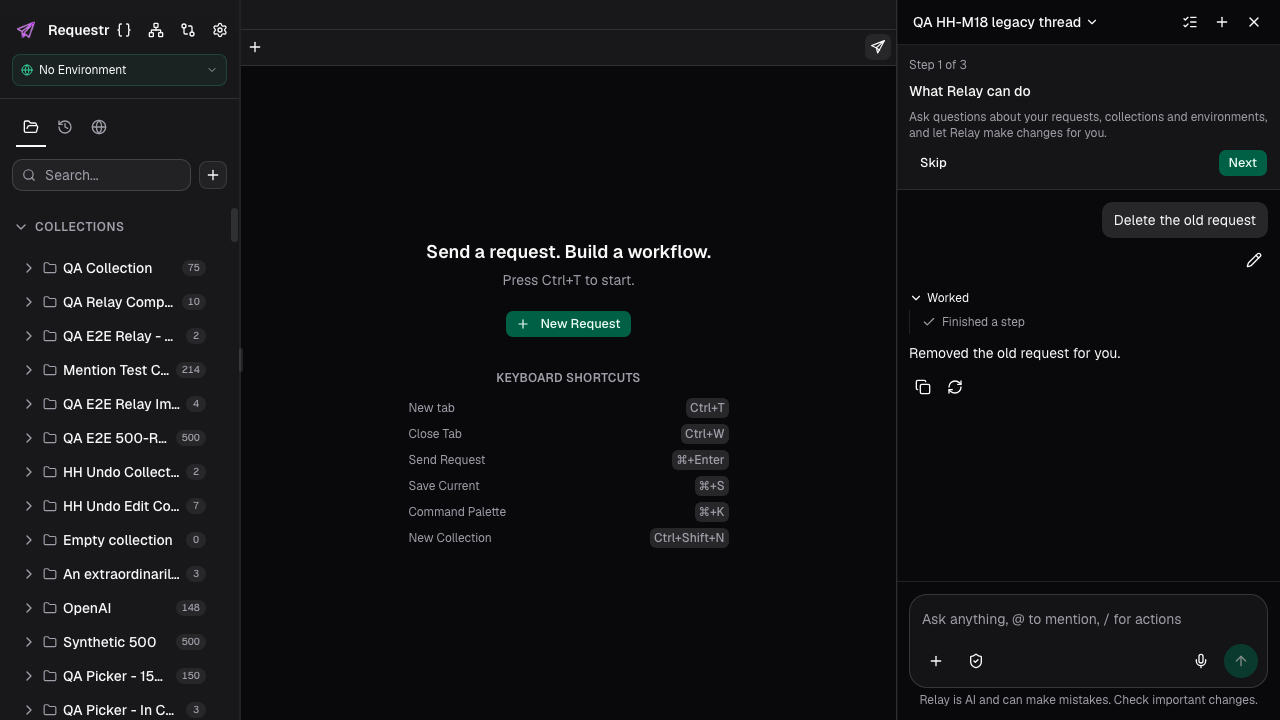 Requestr
No Environment
Search...
COLLECTIONS
QA Collection 75
QA Relay Comp... 10
QA E2E Relay - ... 2
Mention Test C... 214
QA E2E Relay Im... 4
QA E2E 500-R... 500
HH Undo Collect... 2
HH Undo Edit Co... 7
Empty collection 0
An extraordinaril... 3
OpenAI 148
Synthetic 500 500
QA Picker - 15... 150
QA Picker - In C... 3
Send a request. Build a workflow.
Press Ctrl+T to start.
New Request
KEYBOARD SHORTCUTS
New tab Ctrl+T
Close Tab Ctrl+W
Send Request ⌘+Enter
Save Current ⌘+S
Command Palette ⌘+K
New Collection Ctrl+Shift+N
QA HH-M18 legacy thread
Step 1 of 3
What Relay can do
Ask questions about your requests, collections and environments,
and let Relay make changes for you.
Skip Next
Delete the old request
Worked
Finished a step
Removed the old request for you.
Ask anything, @ to mention, / for actions
Relay is AI and can make mistakes. Check important changes.